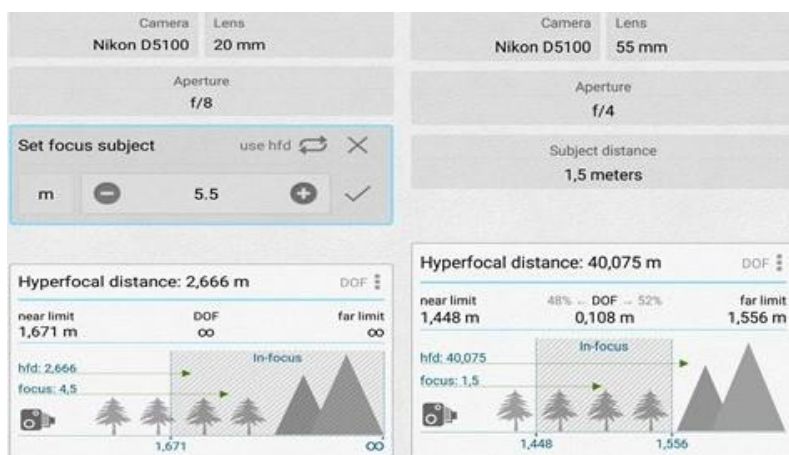 Camera Lens
Nikon D5100 20 mm
Aperture
f/8
Set focus subject use hfd
m 5.5
Hyperfocal distance: 2,666 m DOF
near limit DOF far limit
1,671 m ∞ ∞
In-focus
hfd: 2,666
focus: 4,5
1,671 ∞
Camera Lens
Nikon D5100 55 mm
Aperture
f/4
Subject distance
1,5 meters
Hyperfocal distance: 40,075 m DOF
near limit 48% ← DOF → 52% far limit
1,448 m 0,108 m 1,556 m
In-focus
hfd: 40,075
focus: 1,5
1,448 1,556